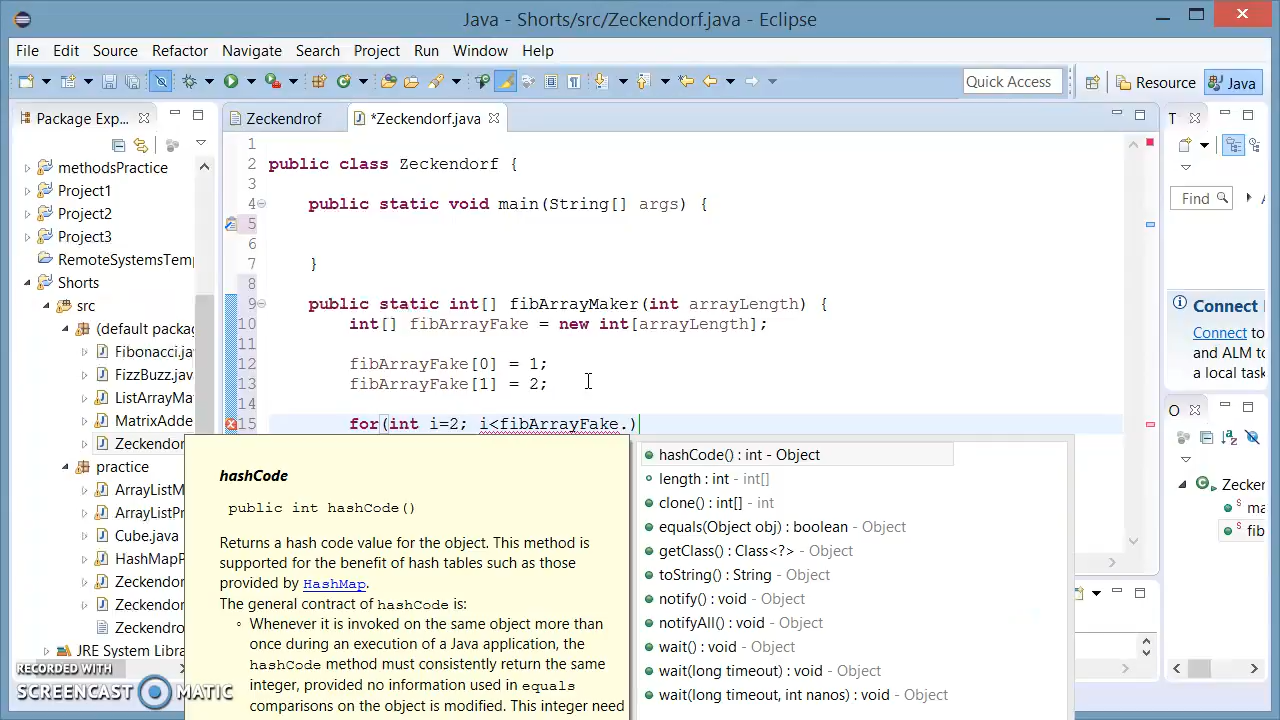 Java - Shorts/src/Zeckendorf.java - Eclipse
File Edit Source Refactor Navigate Search Project Run Window Help
Quick Access
Resource
Java
Package Exp...
methodsPractice
Project1
Project2
Project3
RemoteSystemsTemp
Shorts
src
(default packag
Fibonacci.ja
FizzBuzz.jav
ListArrayMa
MatrixAdde
Zeckendor
practice
ArrayListM
ArrayListPr
Cube.java
HashMapP
Zeckendo
Zeckendor
Zeckendro
JRE System Libra
Zeckendrof
*Zeckendorf.java
1
2 public class Zeckendorf {
3
4 public static void main(String[] args) {
5
6
7 }
8
9 public static int[] fibArrayMaker(int arrayLength) {
10 int[] fibArrayFake = new int[arrayLength];
11
12 fibArrayFake[0] = 1;
13 fibArrayFake[1] = 2;
14
15 for(int i=2; i<fibArrayFake.)
hashCode
public int hashCode()
Returns a hash code value for the object. This method is
supported for the benefit of hash tables such as those
provided by HashMap.
The general contract of hashCode is:
◦ Whenever it is invoked on the same object more than
once during an execution of a Java application, the
hashCode method must consistently return the same
integer, provided no information used in equals
comparisons on the object is modified. This integer need
hashCode() : int - Object
length : int - int[]
clone() : int[] - int
equals(Object obj) : boolean - Object
getClass() : Class<?> - Object
toString() : String - Object
notify() : void - Object
notifyAll() : void - Object
wait() : void - Object
wait(long timeout) : void - Object
wait(long timeout, int nanos) : void - Object
T
Find
Connect
Connect to
and ALM to
a local task
O
Zecker
ma
fib
RECORDED WITH
SCREENCAST MATIC